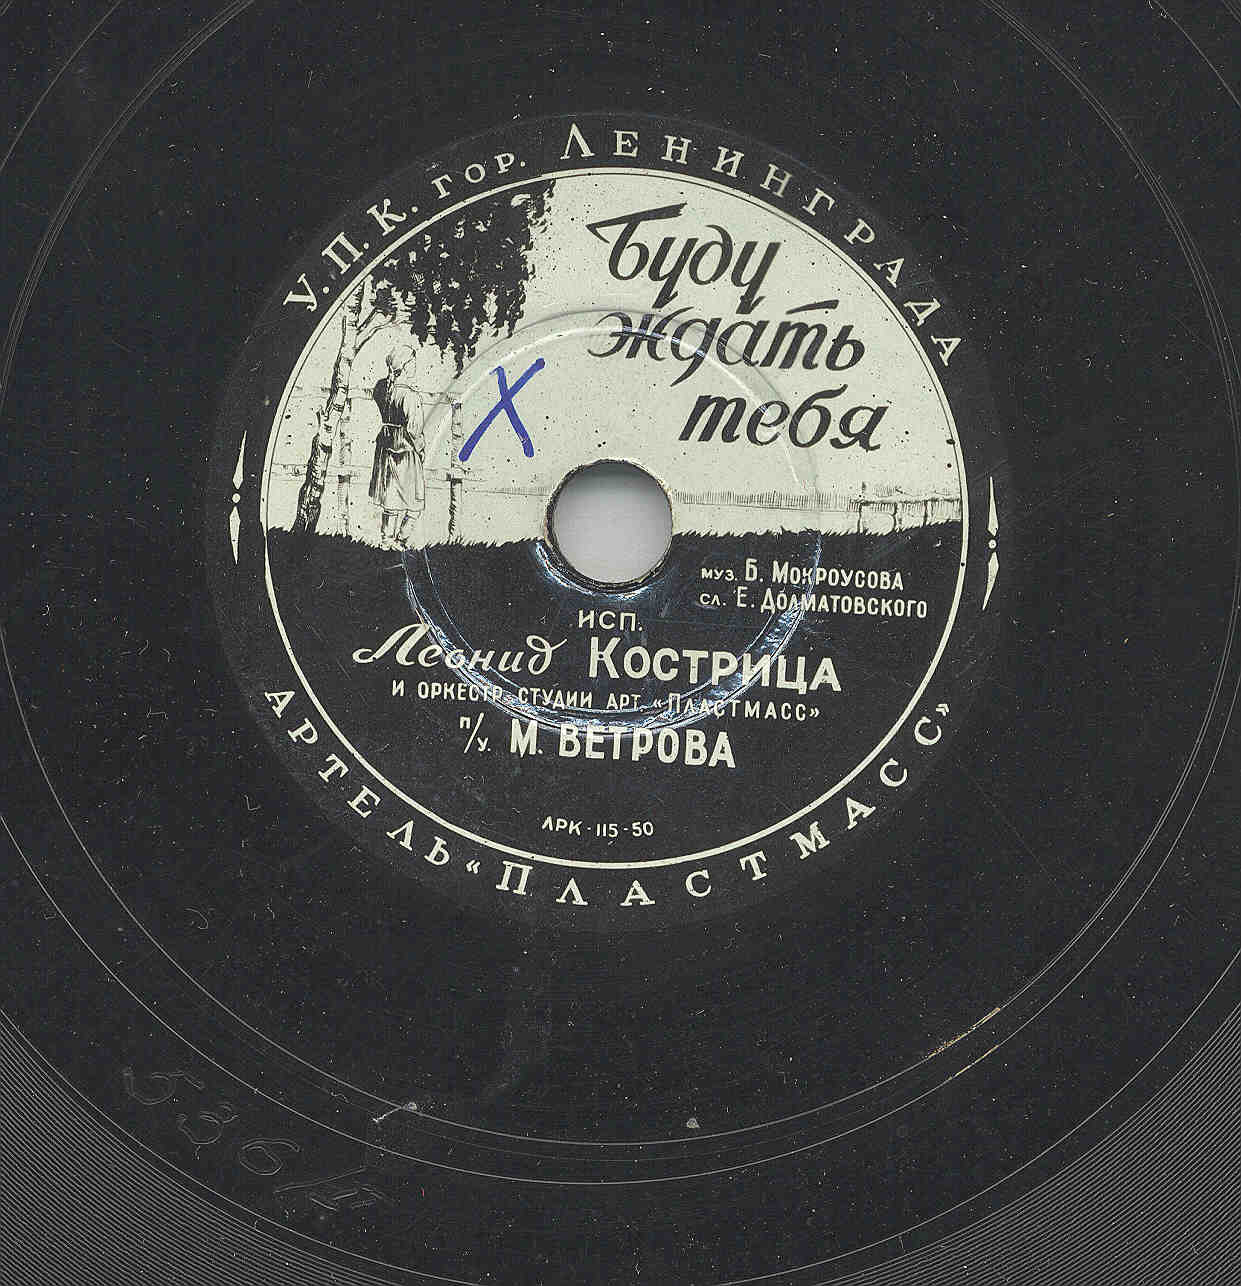 У.П.К. ГОР. ЛЕНИНГРАДА
Буду
ждать
тебя
X
МУЗ. Б. МОКРОУСОВА
СЛ. Е. ДОЛМАТОВСКОГО
ИСП.
Леонид КОСТРИЦА
И ОРКЕСТР СТУДИИ АРТ. «ПЛАСТМАСС»
П/У. М. ВЕТРОВА
ЛРК-115-50
АРТЕЛЬ «ПЛАСТМАСС»